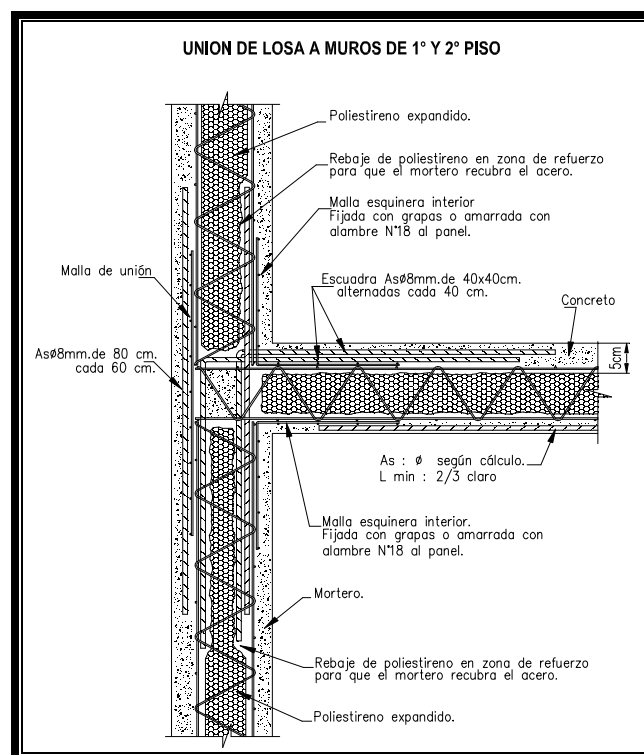 UNION DE LOSA A MUROS DE 1° Y 2° PISO
Poliestireno expandido.
Rebaje de poliestireno en zona de refuerzo
para que el mortero recubra el acero.
Malla esquinera interior
Fijada con grapas o amarrada con
alambre N°18 al panel.
Malla de unión
Escuadra Asø8mm.de 40x40cm.
alternadas cada 40 cm.
Concreto
Asø8mm.de 80 cm.
cada 60 cm.
5cm
As : ø según cálculo.
L min : 2/3 claro
Malla esquinera interior.
Fijada con grapas o amarrada con
alambre N°18 al panel.
Mortero.
Rebaje de poliestireno en zona de refuerzo
para que el mortero recubra el acero.
Poliestireno expandido.